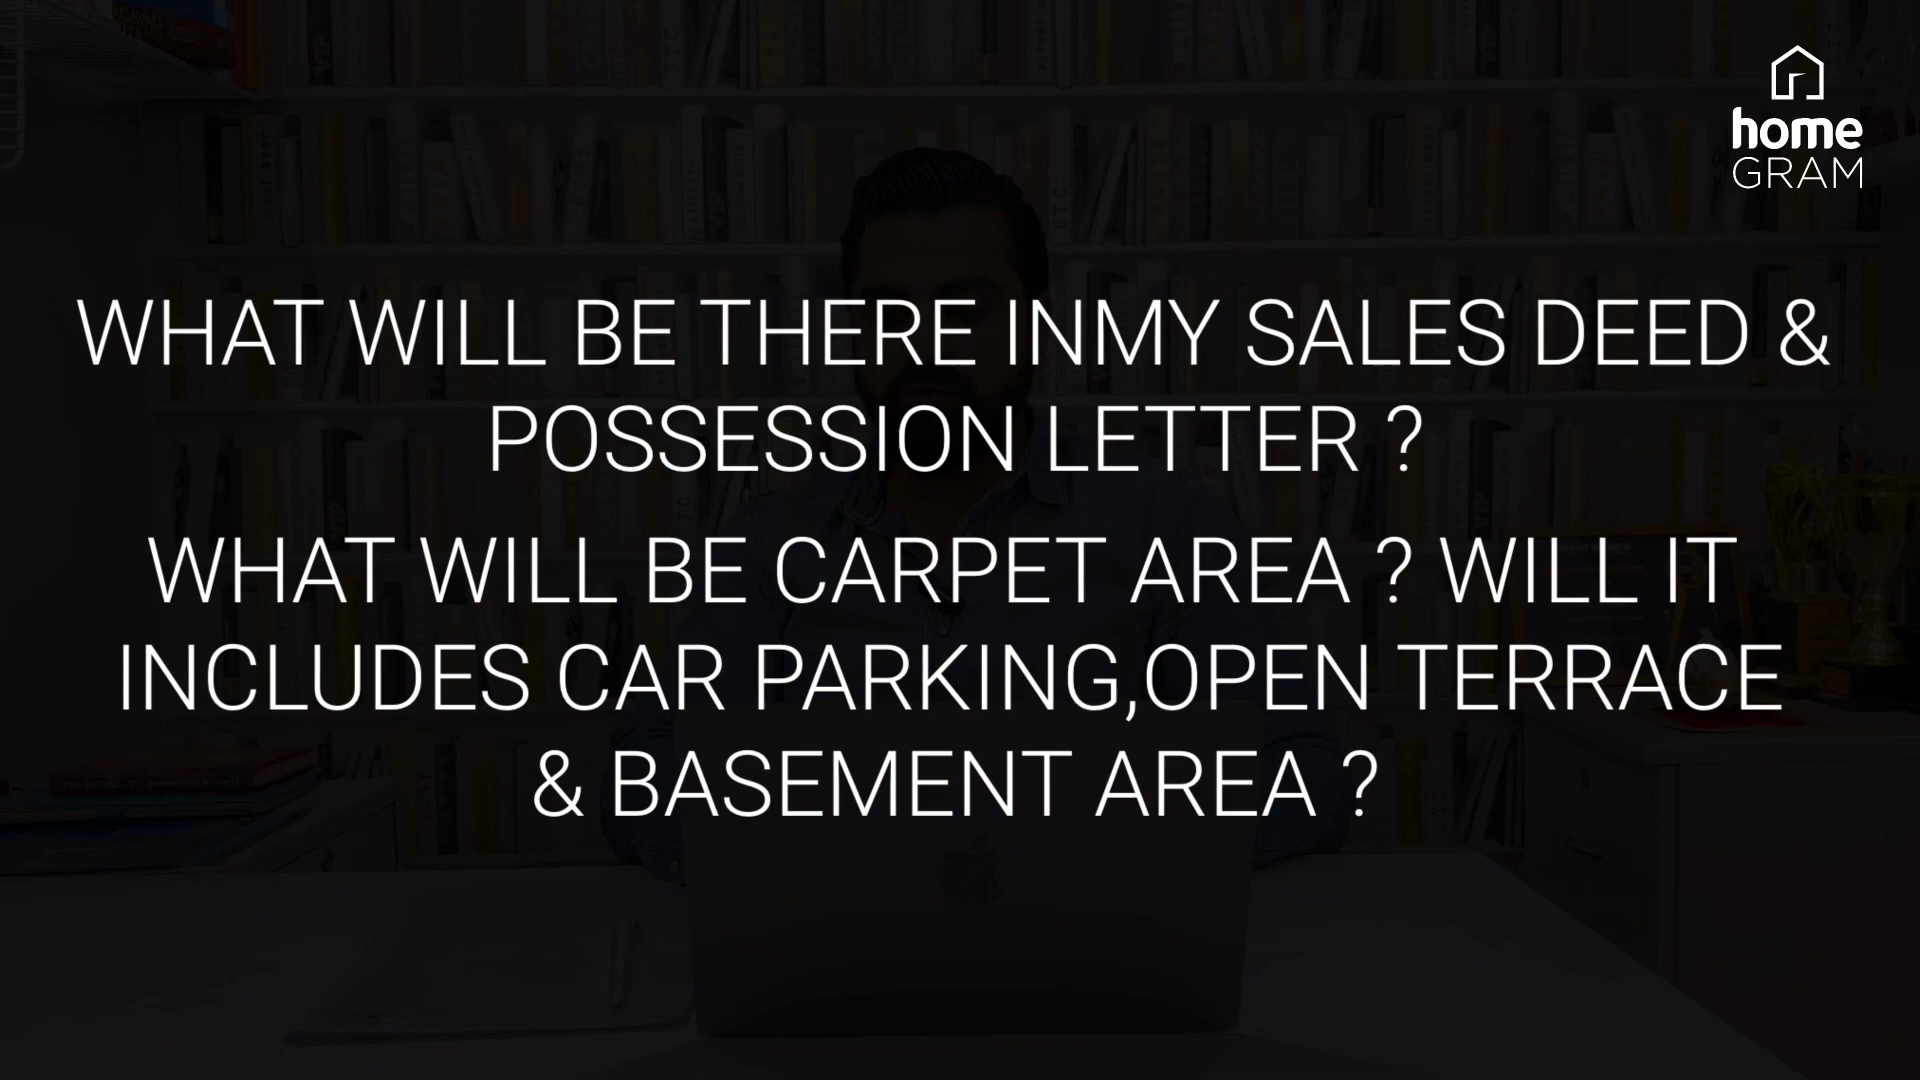 home
GRAM
WHAT WILL BE THERE INMY SALES DEED &
POSSESSION LETTER ?
WHAT WILL BE CARPET AREA ? WILL IT
INCLUDES CAR PARKING,OPEN TERRACE
& BASEMENT AREA ?